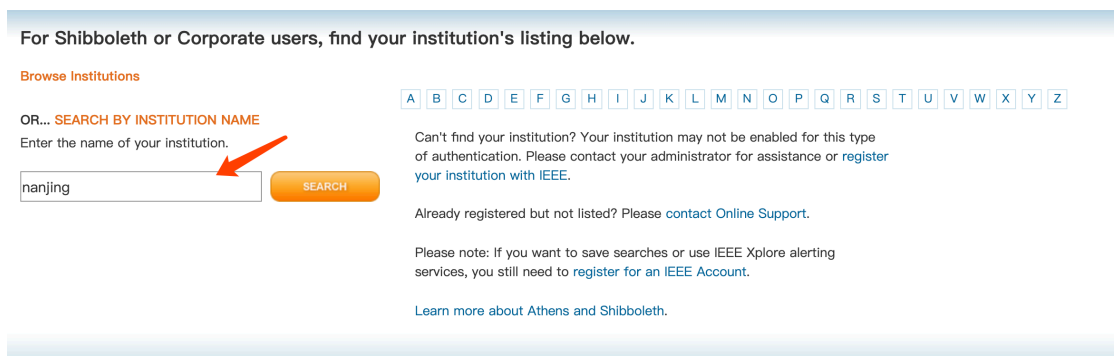 For Shibboleth or Corporate users, find your institution's listing below.
Browse Institutions
A B C D E F G H I J K L M N O P Q R S T U V W X Y Z
OR... SEARCH BY INSTITUTION NAME
Enter the name of your institution.
nanjing
SEARCH
Can't find your institution? Your institution may not be enabled for this type
of authentication. Please contact your administrator for assistance or register
your institution with IEEE.
Already registered but not listed? Please contact Online Support.
Please note: If you want to save searches or use IEEE Xplore alerting
services, you still need to register for an IEEE Account.
Learn more about Athens and Shibboleth.